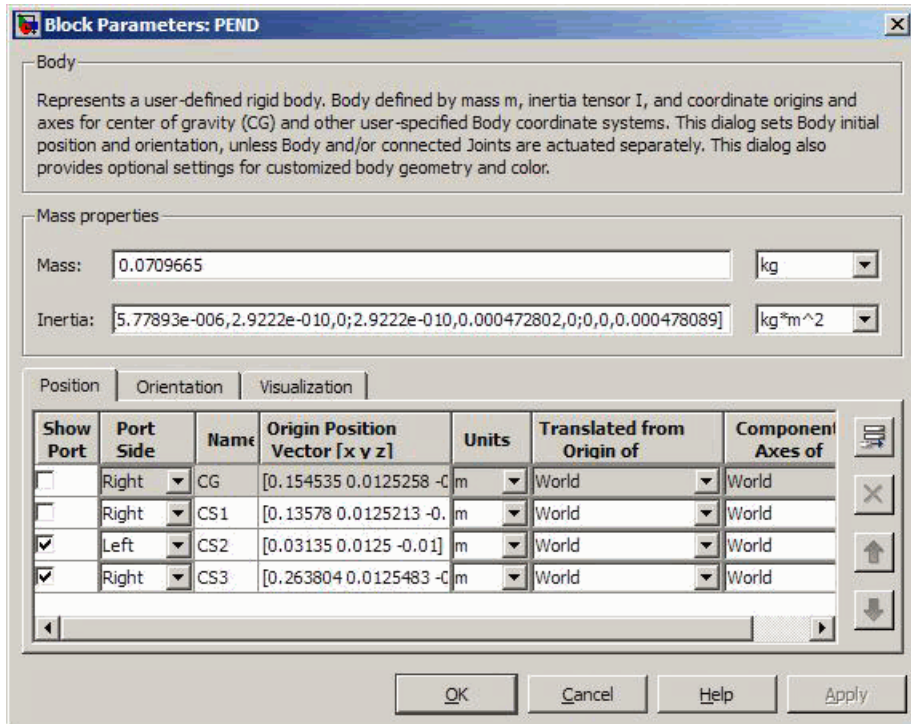 Block Parameters: PEND
Body
Represents a user-defined rigid body. Body defined by mass m, inertia tensor I, and coordinate origins and
axes for center of gravity (CG) and other user-specified Body coordinate systems. This dialog sets Body initial
position and orientation, unless Body and/or connected Joints are actuated separately. This dialog also
provides optional settings for customized body geometry and color.
Mass properties
Mass: 0.0709665 kg
Inertia: 5.77893e-006,2.9222e-010,0;2.9222e-010,0.000472802,0;0,0,0.000478089] kg*m^2
Position Orientation Visualization
Show Port Name Origin Position Units Translated from Component
Port Side Vector [x y z] Origin of Axes of
Right CG [0.154535 0.0125258 -0 m World World
Right CS1 [0.13578 0.0125213 -0. m World World
Left CS2 [0.03135 0.0125 -0.01] m World World
Right CS3 [0.263804 0.0125483 -0 m World World
OK Cancel Help Apply